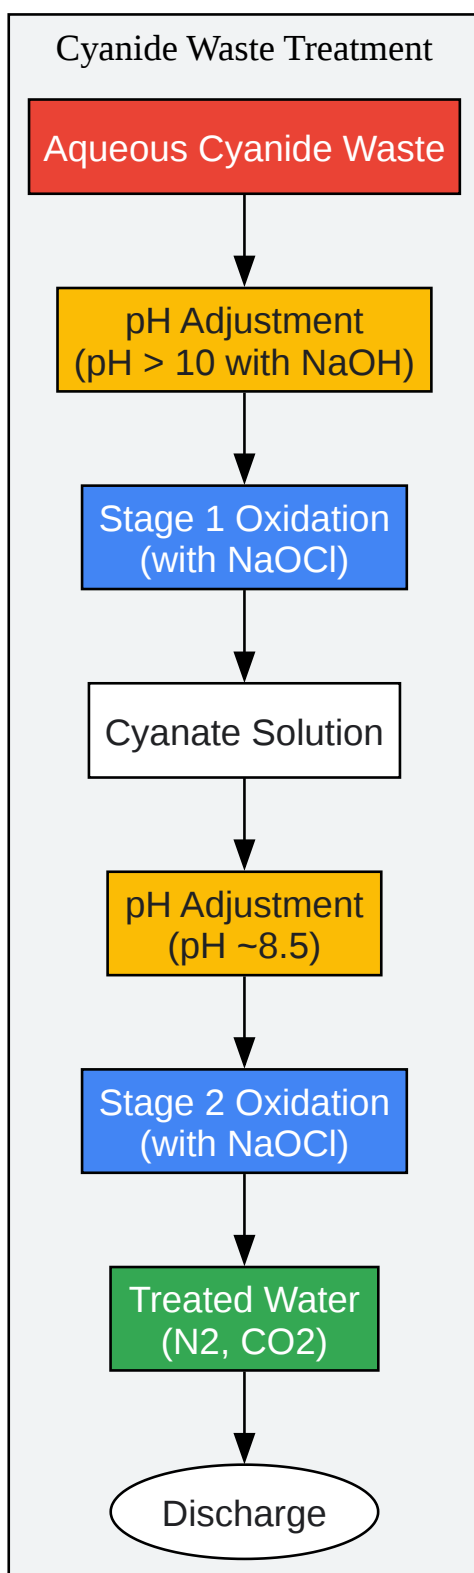 Cyanide Waste Treatment
Aqueous Cyanide Waste
pH Adjustment
(pH > 10 with NaOH)
Stage 1 Oxidation
(with NaOCl)
Cyanate Solution
pH Adjustment
(pH ~8.5)
Stage 2 Oxidation
(with NaOCl)
Treated Water
(N2, CO2)
Discharge